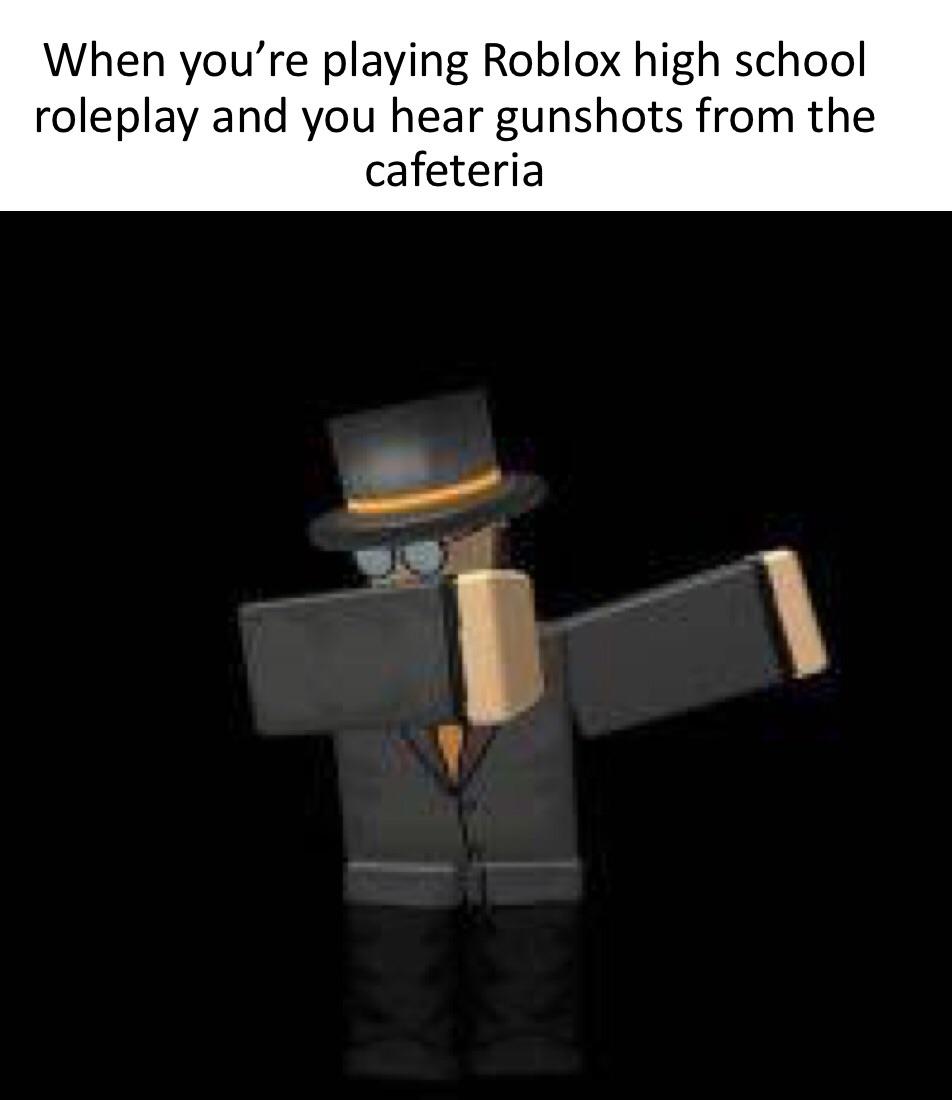 When you’re playing Roblox high school
roleplay and you hear gunshots from the
cafeteria